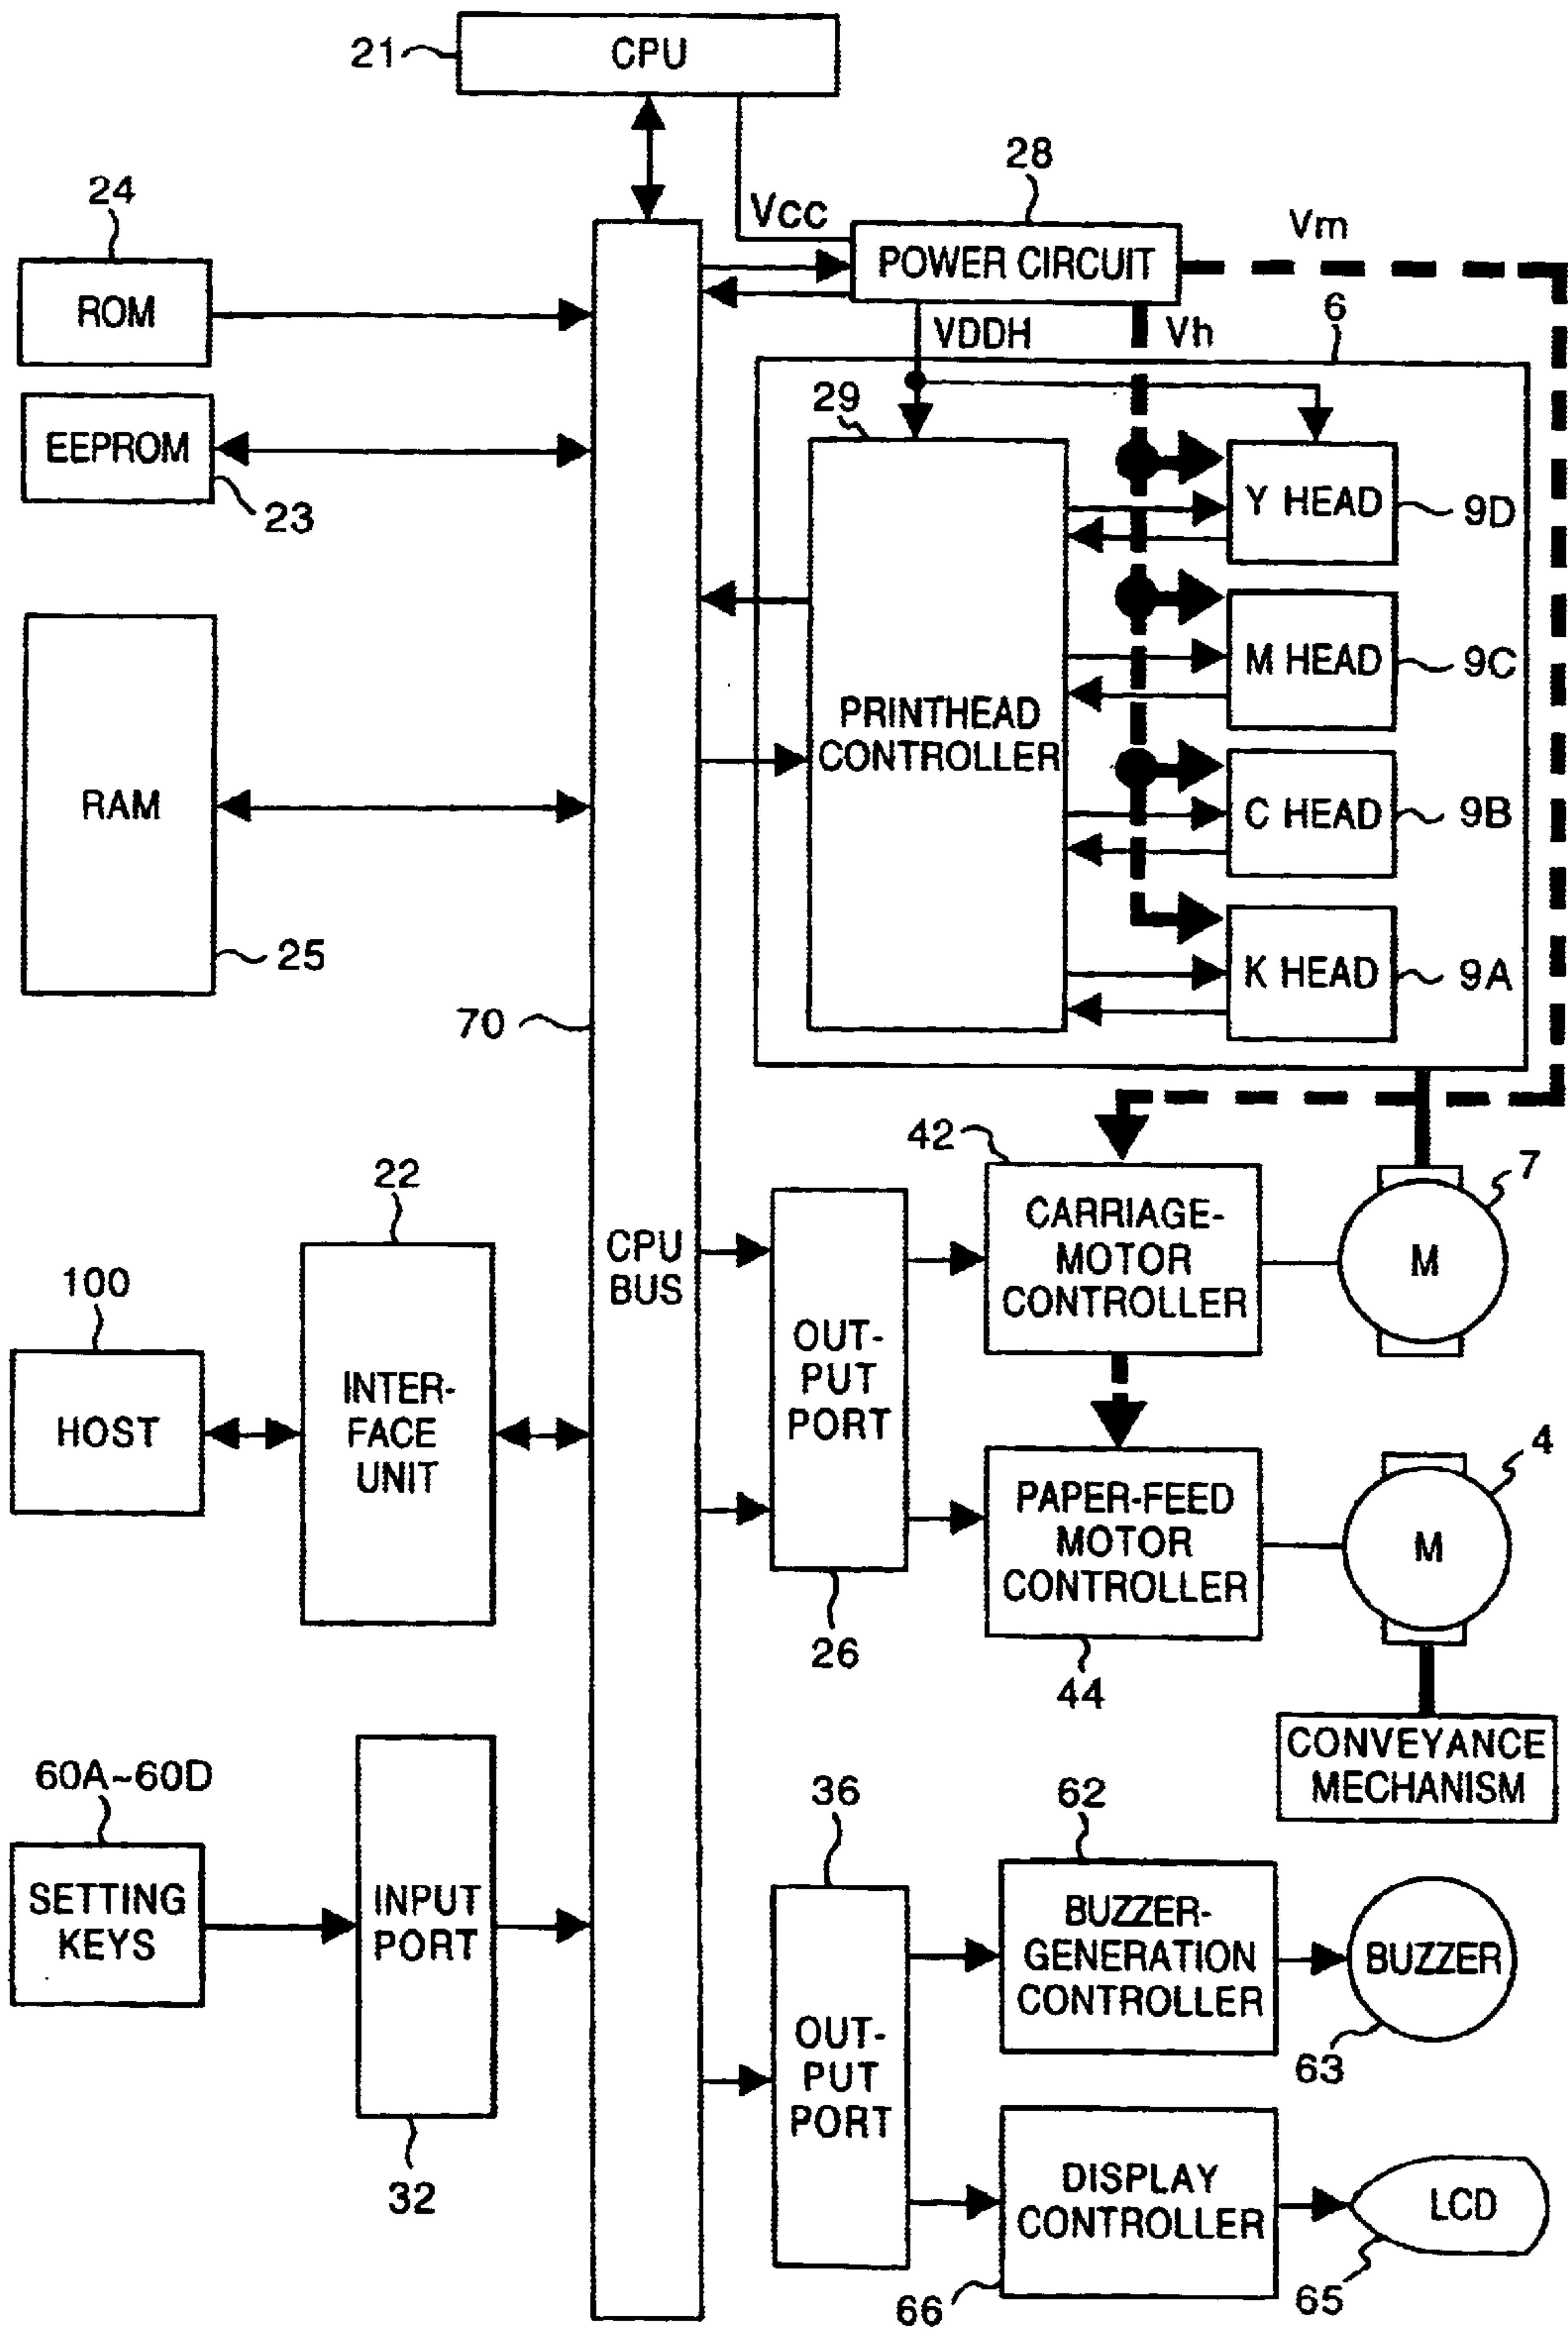 21
CPU
28
24
VCC
Vm
POWER CIRCUIT
ROM
VDDH
Vh
6
29
EEPROM
23
Y HEAD
9D
M HEAD
9C
PRINTHEAD
CONTROLLER
RAM
C HEAD
9B
25
K HEAD
9A
70
42
22
7
CARRIAGE-
MOTOR
CONTROLLER
CPU
BUS
M
100
OUT-
PUT
PORT
HOST
INTER-
FACE
UNIT
4
PAPER-FEED
MOTOR
CONTROLLER
M
26
44
CONVEYANCE
MECHANISM
60A~60D
36
62
SETTING
KEYS
INPUT
PORT
BUZZER-
GENERATION
CONTROLLER
BUZZER
63
OUT-
PUT
PORT
32
DISPLAY
CONTROLLER
LCD
66
65